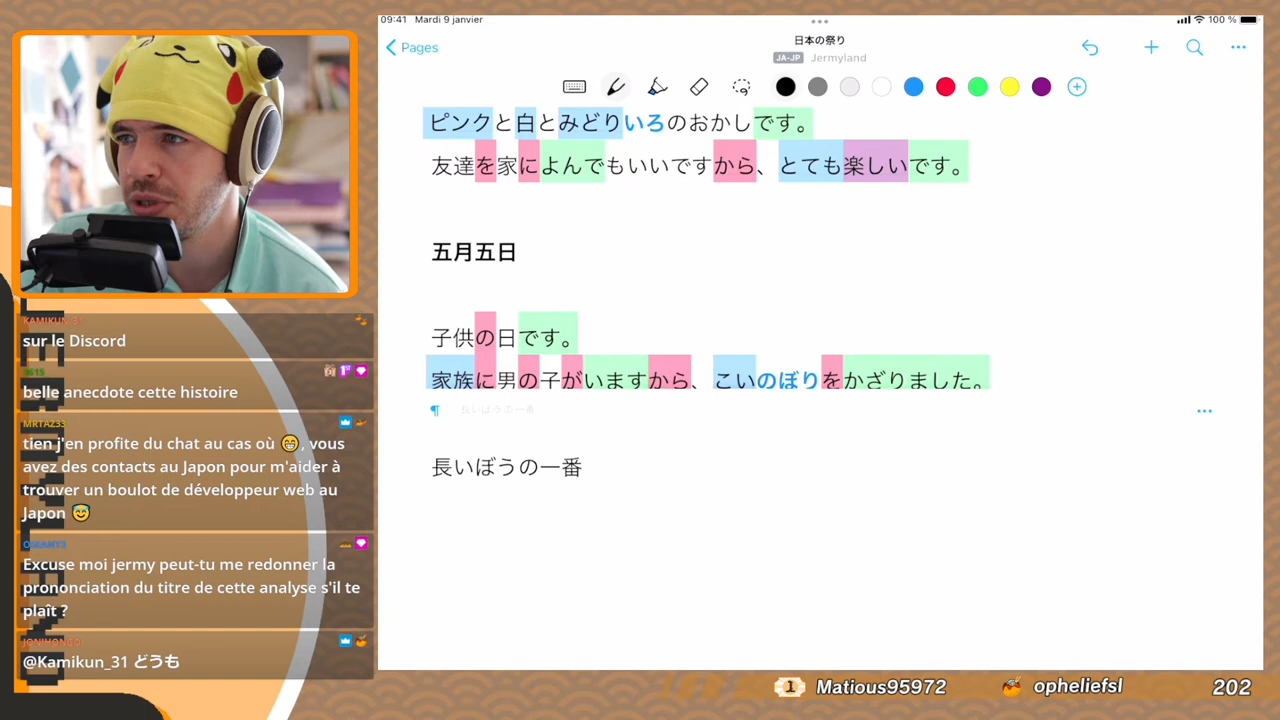 09:41 Mardi 9 janvier
100 %
Pages
日本の祭り
JA-JP Jermyland
ピンクと白とみどりいろのおかしです。
友達を家によんでもいいですから、とても楽しいです。
五月五日
子供の日です。
家族に男の子がいますから、こいのぼりをかざりました。
長いぼうの一番
長いぼうの一番
KAMIKUN_31
sur le Discord
belle anecdote cette histoire
MRTAZ33
tien j'en profite du chat au cas où 😁, vous
avez des contacts au Japon pour m'aider à
trouver un boulot de développeur web au
Japon 😅
Excuse moi jermy peut-tu me redonner la
prononciation du titre de cette analyse s'il te
plaît ?
@Kamikun_31 どうも
1 Matious95972
opheliefsl
202